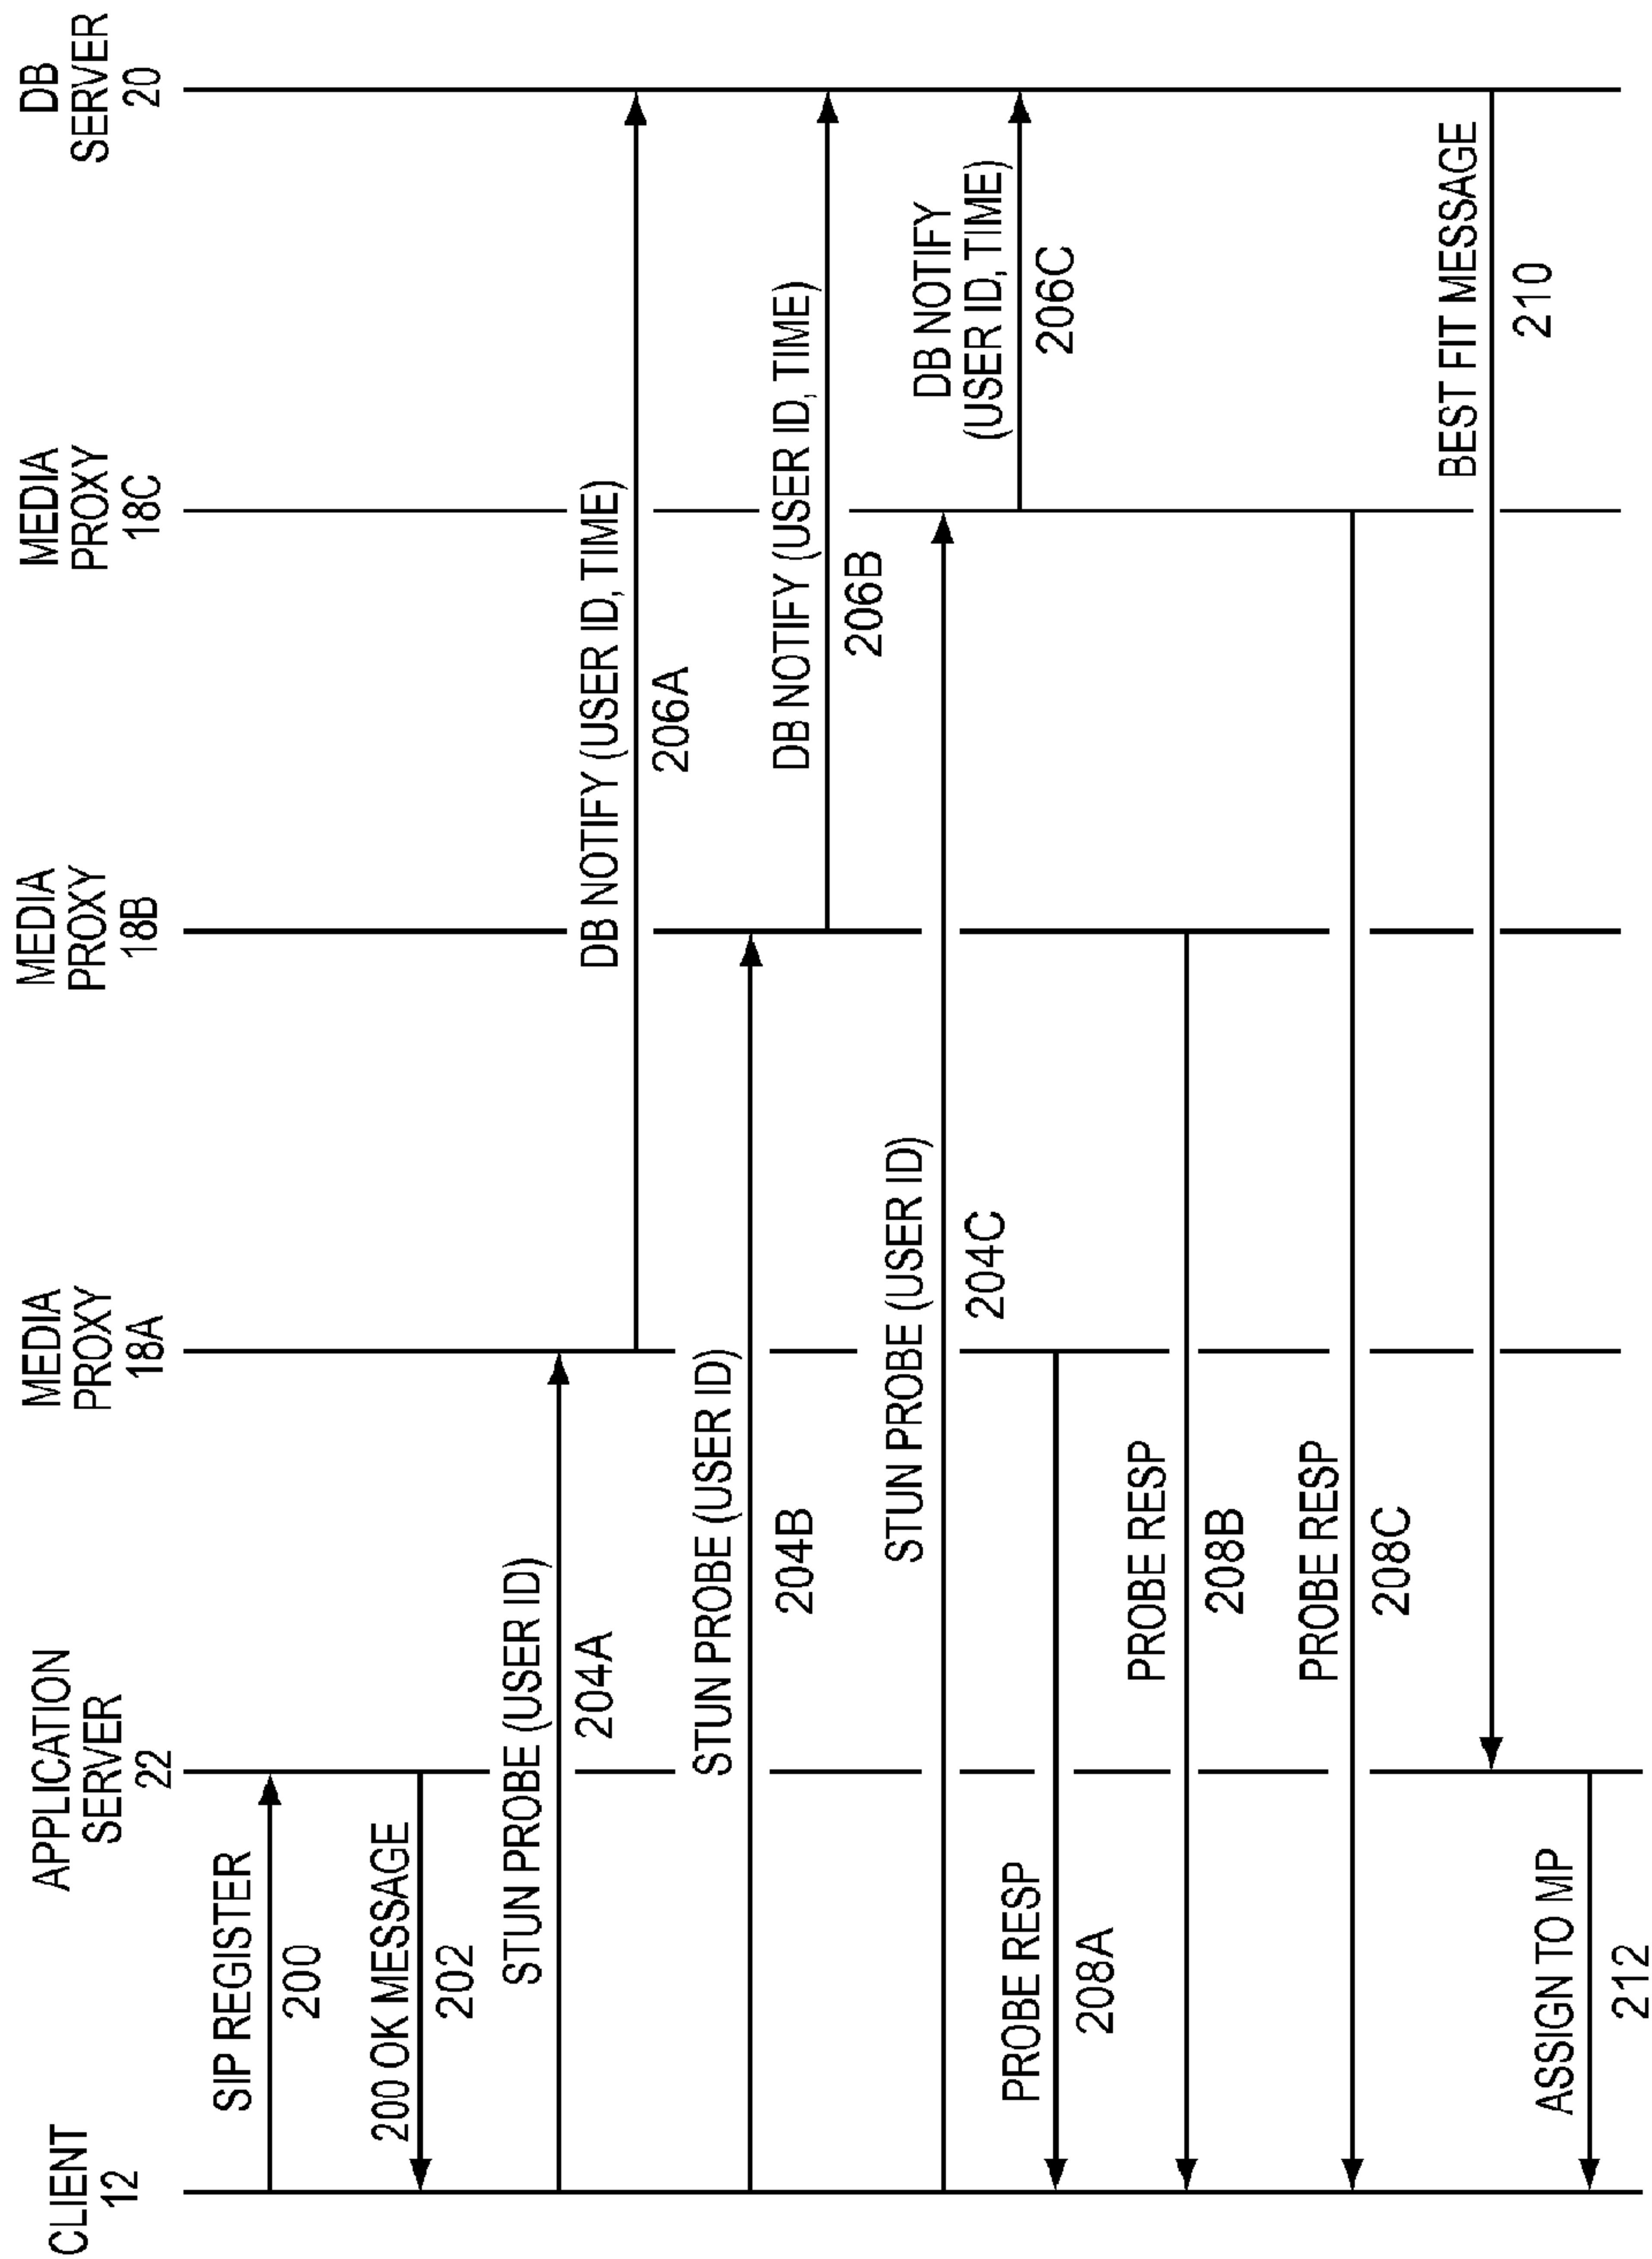 CLIENT
12
APPLICATION
SERVER
22
MEDIA
PROXY
18A
MEDIA
PROXY
18B
MEDIA
PROXY
18C
DB
SERVER
20
SIP REGISTER
200
200 OK MESSAGE
202
STUN PROBE (USER ID)
204A
DB NOTIFY (USER ID, TIME)
206A
STUN PROBE (USER ID)
204B
DB NOTIFY (USER ID, TIME)
206B
STUN PROBE (USER ID)
204C
DB NOTIFY
(USER ID, TIME)
206C
PROBE RESP
208A
PROBE RESP
208B
PROBE RESP
208C
BEST FIT MESSAGE
210
ASSIGN TO MP
212